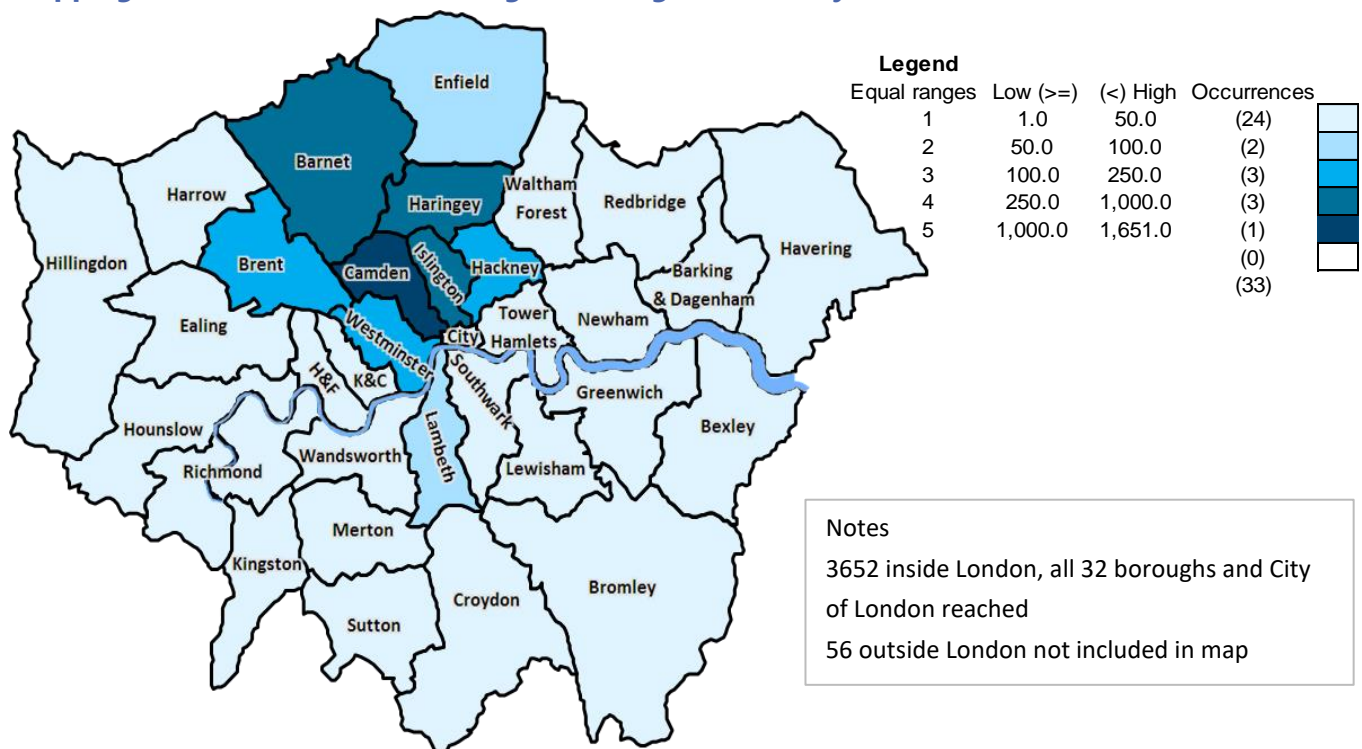 Enfield
Barnet
Harrow
Haringey
Waltham
Forest
Redbridge
Havering
Hillingdon
Brent
Camden
Islington
Hackney
Barking
& Dagenham
Ealing
Westminster
City
Tower
Hamlets
Newham
H&F
K&C
Southwark
Greenwich
Hounslow
Bexley
Richmond
Wandsworth
Lambeth
Lewisham
Merton
Kingston
Bromley
Croydon
Sutton
Legend
Equal ranges Low (>=) (<) High Occurrences
1 1.0 50.0 (24)
2 50.0 100.0 (2)
3 100.0 250.0 (3)
4 250.0 1,000.0 (3)
5 1,000.0 1,651.0 (1)
(0)
(33)
Notes
3652 inside London, all 32 boroughs and City
of London reached
56 outside London not included in map